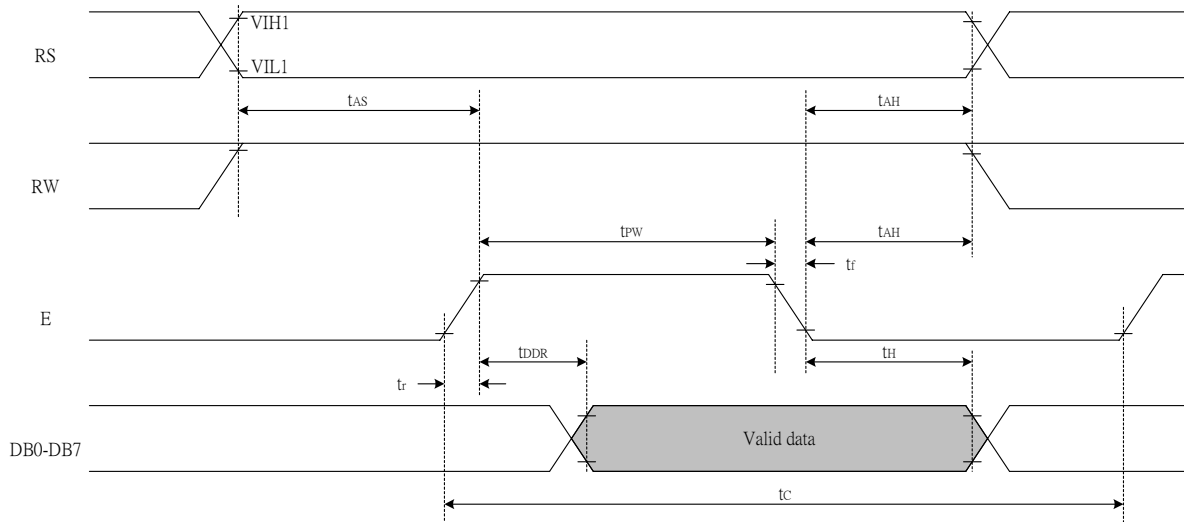 VIH1
RS
VIL1
tAS
tAH
RW
tPW
tAH
tf
E
tDDR
tH
tr
Valid data
DB0-DB7
tC